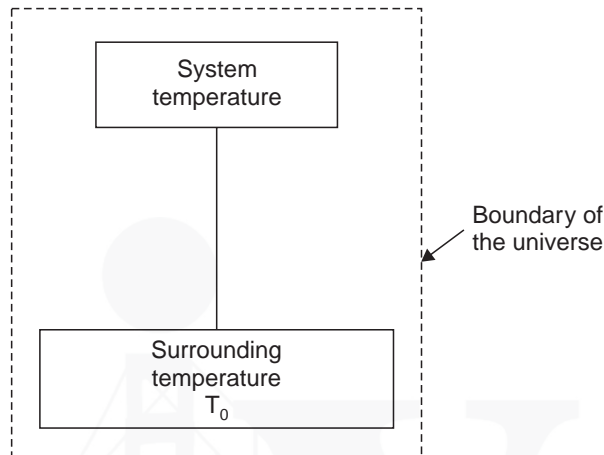 System
temperature
Boundary of
the universe
Surrounding
temperature
T₀